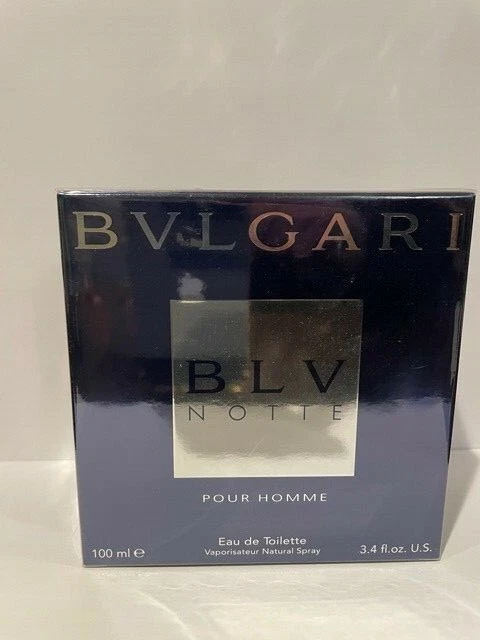 BVLGARI
BLV
NOTTE
POUR HOMME
Eau de Toilette
100 ml ℮ Vaporisateur Natural Spray 3.4 fl.oz. U.S.